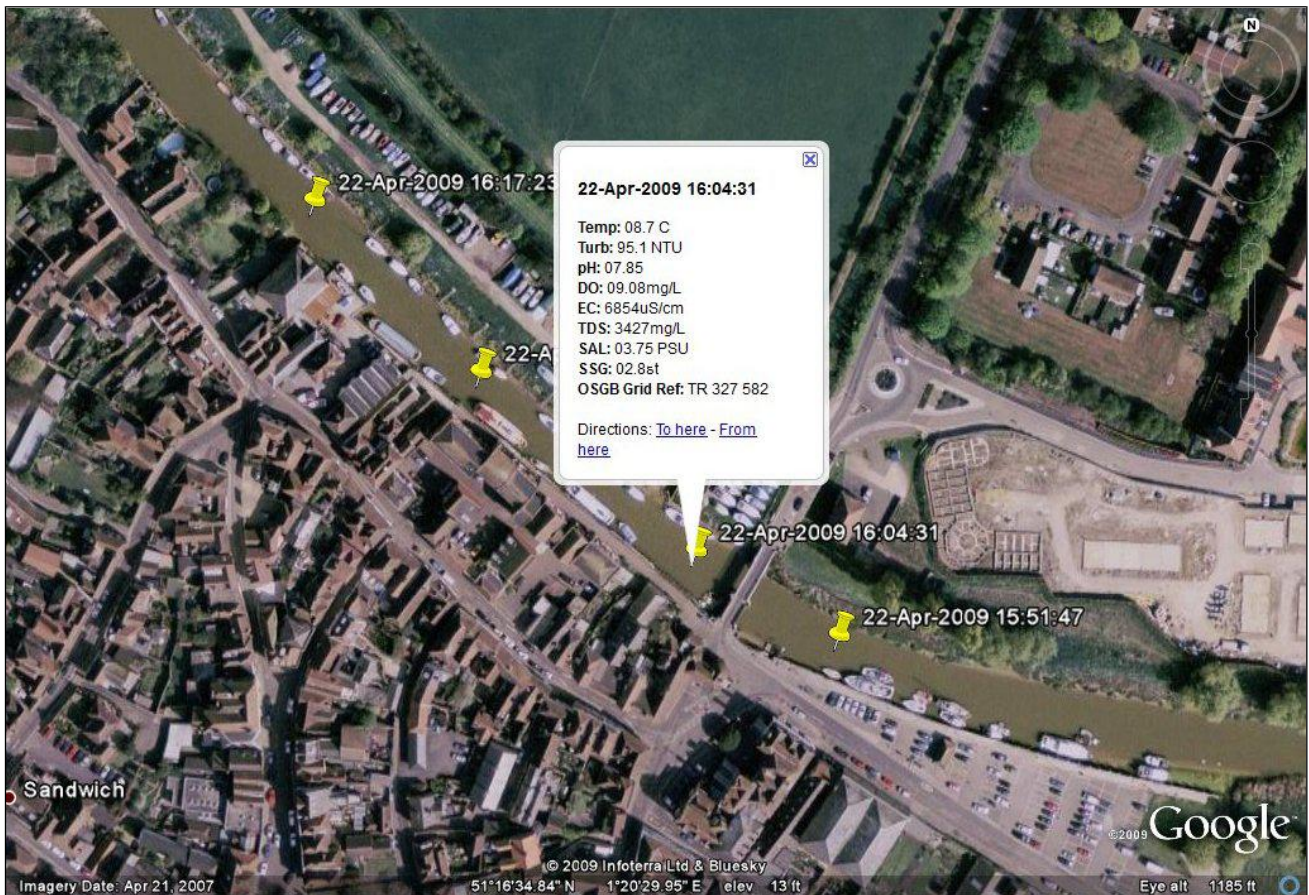 N
22-Apr-2009 16:17:23
22-Apr-2009 16:04:31
Temp: 08.7 C
Turb: 95.1 NTU
pH: 07.85
DO: 09.08mg/L
EC: 6854uS/cm
TDS: 3427mg/L
SAL: 03.75 PSU
SSG: 02.8st
OSGB Grid Ref: TR 327 582
Directions: To here - From
here
22-A
22-Apr-2009 16:04:31
22-Apr-2009 15:51:47
Sandwich
©2009 Google
© 2009 Infoterra Ltd & Bluesky
Imagery Date: Apr 21, 2007 51°16'34.84" N 1°20'29.95" E elev 13 ft Eye alt 1185 ft